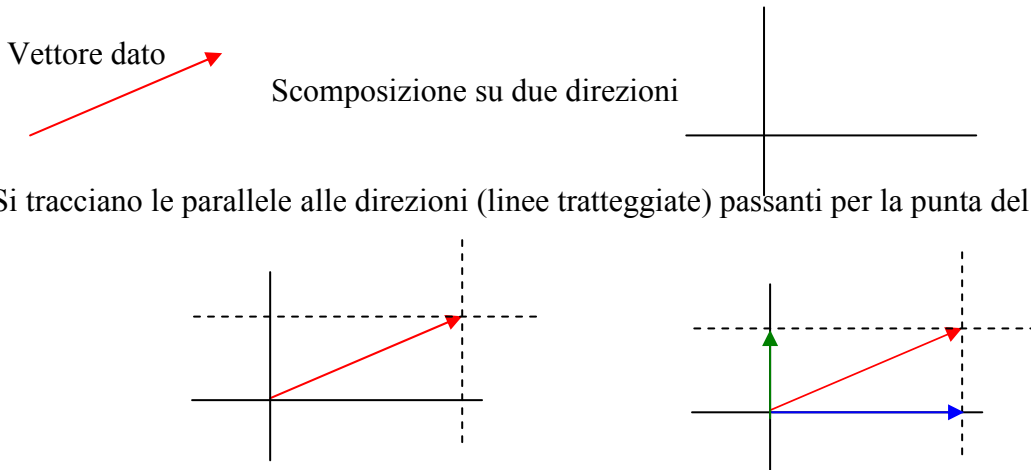 Vettore dato
Scomposizione su due direzioni
Si tracciano le parallele alle direzioni (linee tratteggiate) passanti per la punta del